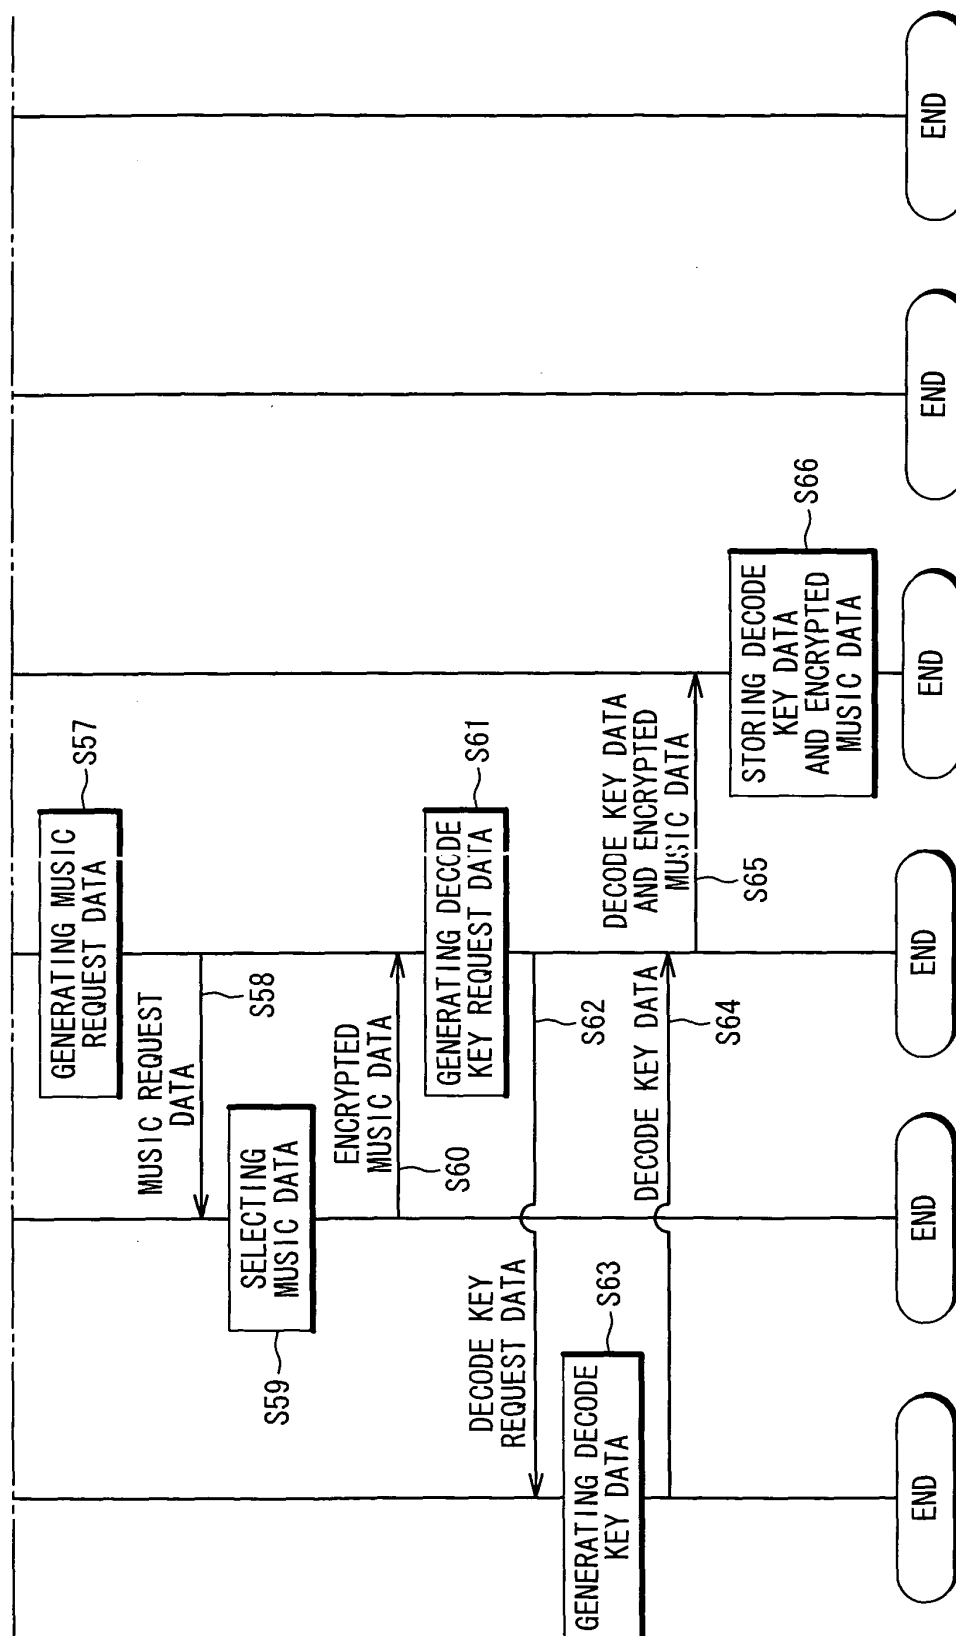 GENERATING MUSIC
REQUEST DATA
S57
MUSIC REQUEST
DATA
S58
SELECTING
MUSIC DATA
S59
ENCRYPTED
MUSIC DATA
S60
GENERATING DECODE
KEY REQUEST DATA
S61
DECODE KEY
REQUEST DATA
S62
GENERATING DECODE
KEY DATA
S63
DECODE KEY DATA
S64
DECODE KEY DATA
AND ENCRYPTED
MUSIC DATA
S65
STORING DECODE
KEY DATA
AND ENCRYPTED
MUSIC DATA
S66
END
END
END
END
END
END